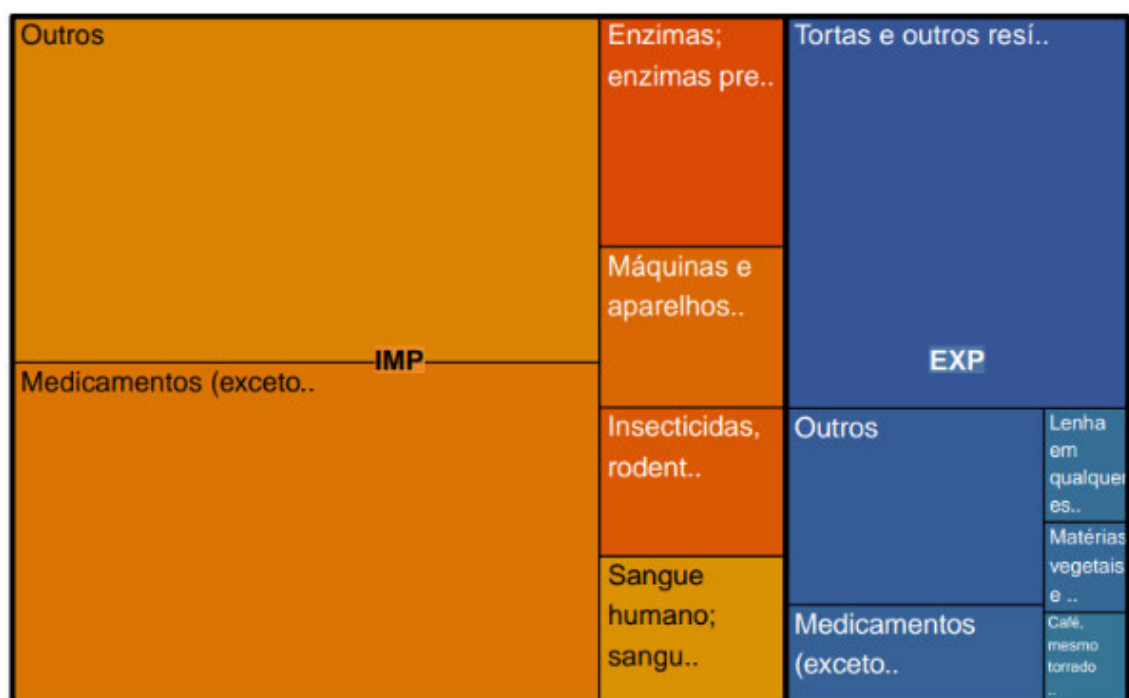 Outros
IMP
Medicamentos (exceto..
Enzimas;
enzimas pre..
Máquinas e
aparelhos..
Insecticidas,
rodent..
Sangue
humano;
sangu..
Tortas e outros resí..
EXP
Outros
Medicamentos
(exceto..
Lenha
em
qualquer
es..
Matérias
vegetais
e ..
Café,
mesmo
torrado
..